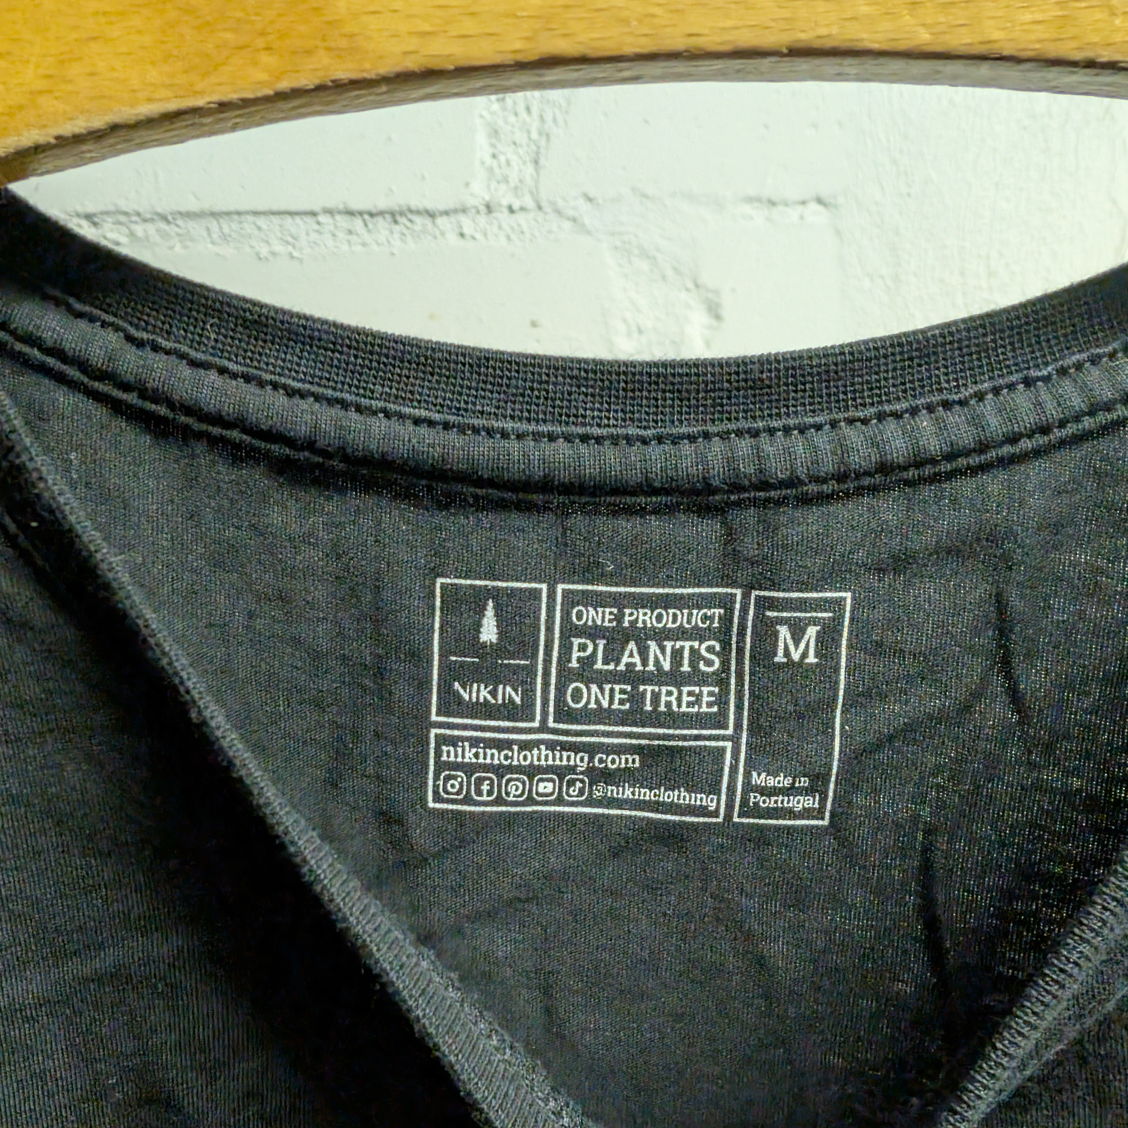 NIKIN
ONE PRODUCT
PLANTS
ONE TREE
M
nikinclothing.com
@nikinclothing
Made in
Portugal